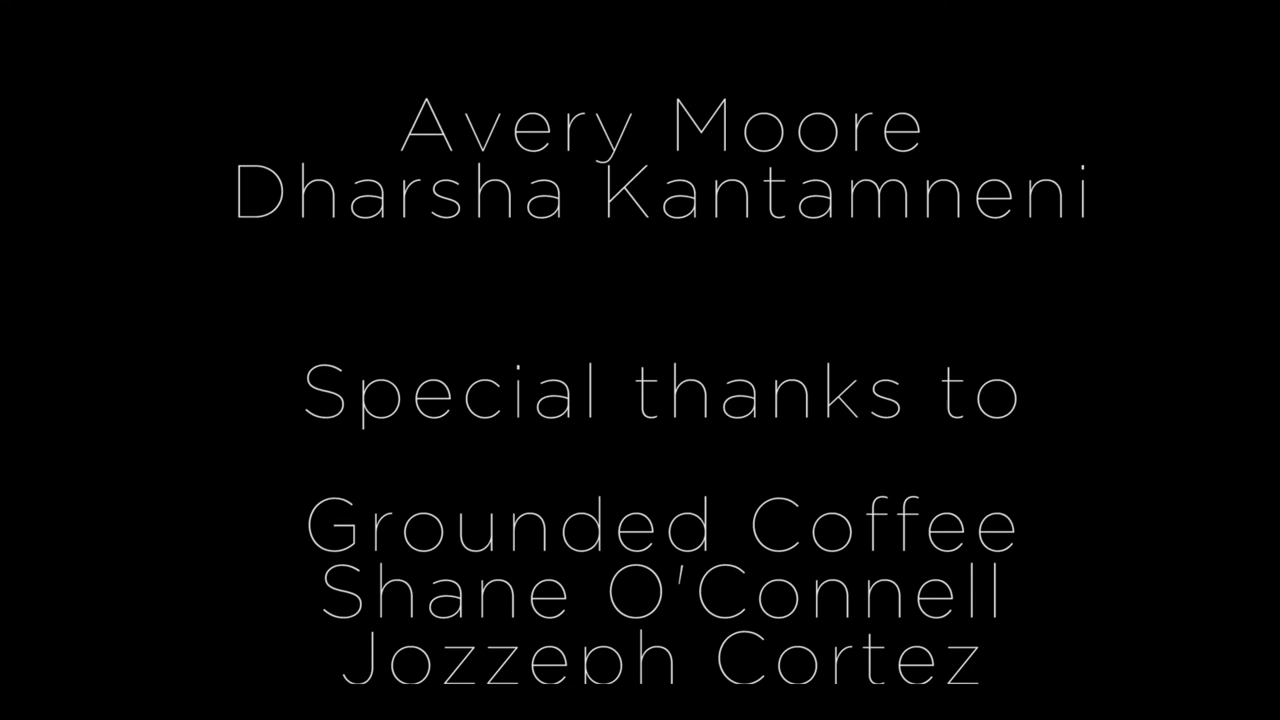 Avery Moore
Dharsha Kantamneni
Special thanks to
Grounded Coffee
Shane O'Connell
Jozzeph Cortez